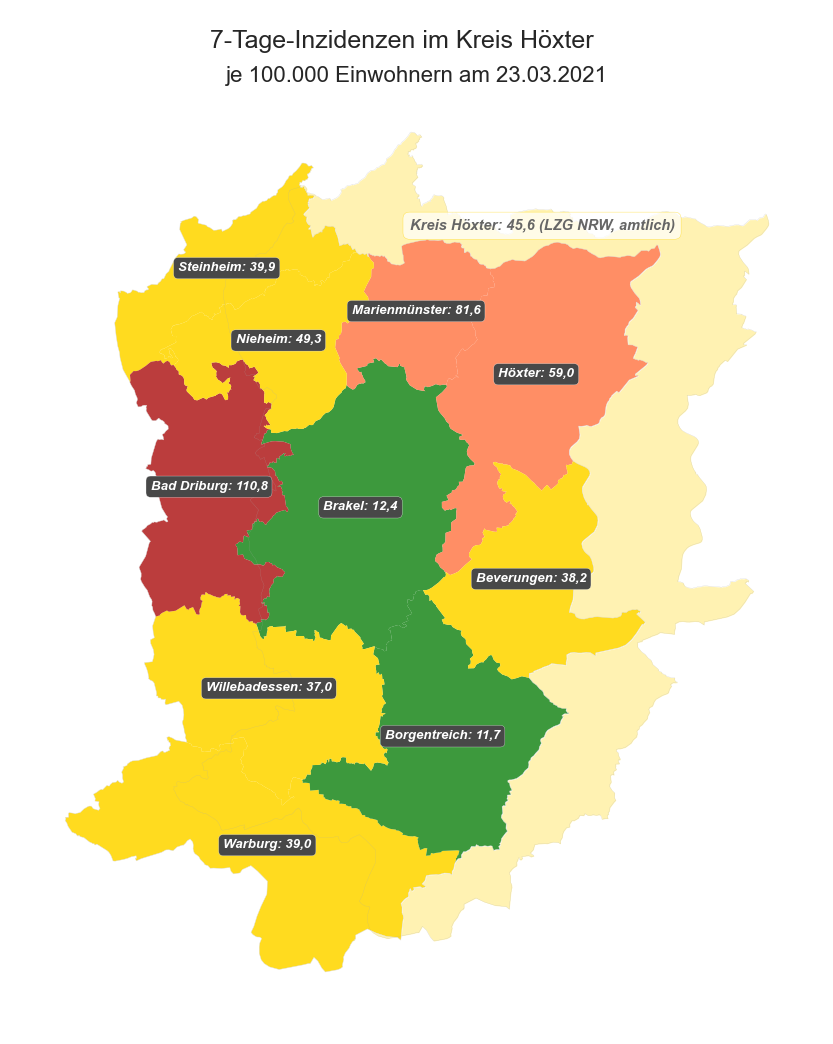 7-Tage-Inzidenzen im Kreis Höxter
je 100.000 Einwohnern am 23.03.2021
Kreis Höxter: 45,6 (LZG NRW, amtlich)
Steinheim: 39,9
Marienmünster: 81,6
Nieheim: 49,3
Höxter: 59,0
Bad Driburg: 110,8
Brakel: 12,4
Beverungen: 38,2
Willebadessen: 37,0
Borgentreich: 11,7
Warburg: 39,0